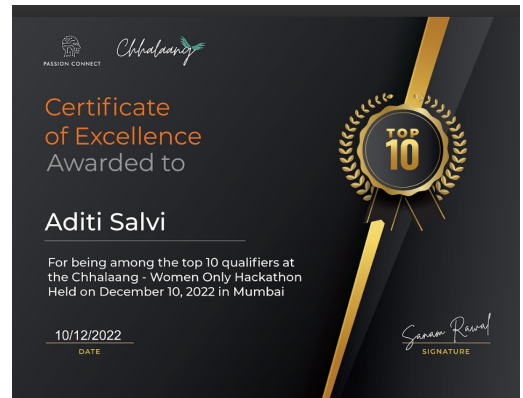 PASSION CONNECT
Chhalaang
Certificate
of Excellence
Awarded to
TOP
10
Aditi Salvi
For being among the top 10 qualifiers at
the Chhalaang - Women Only Hackathon
Held on December 10, 2022 in Mumbai
10/12/2022
DATE
Sanam Rawal
SIGNATURE